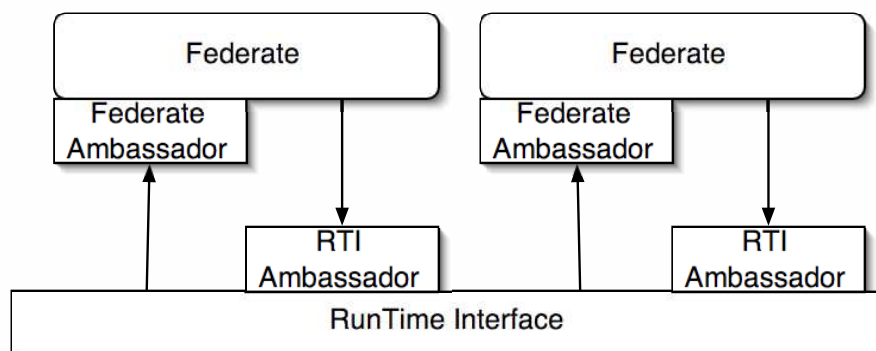 Federate
Federate
Federate
Ambassador
Federate
Ambassador
RTI
Ambassador
RTI
Ambassador
RunTime Interface